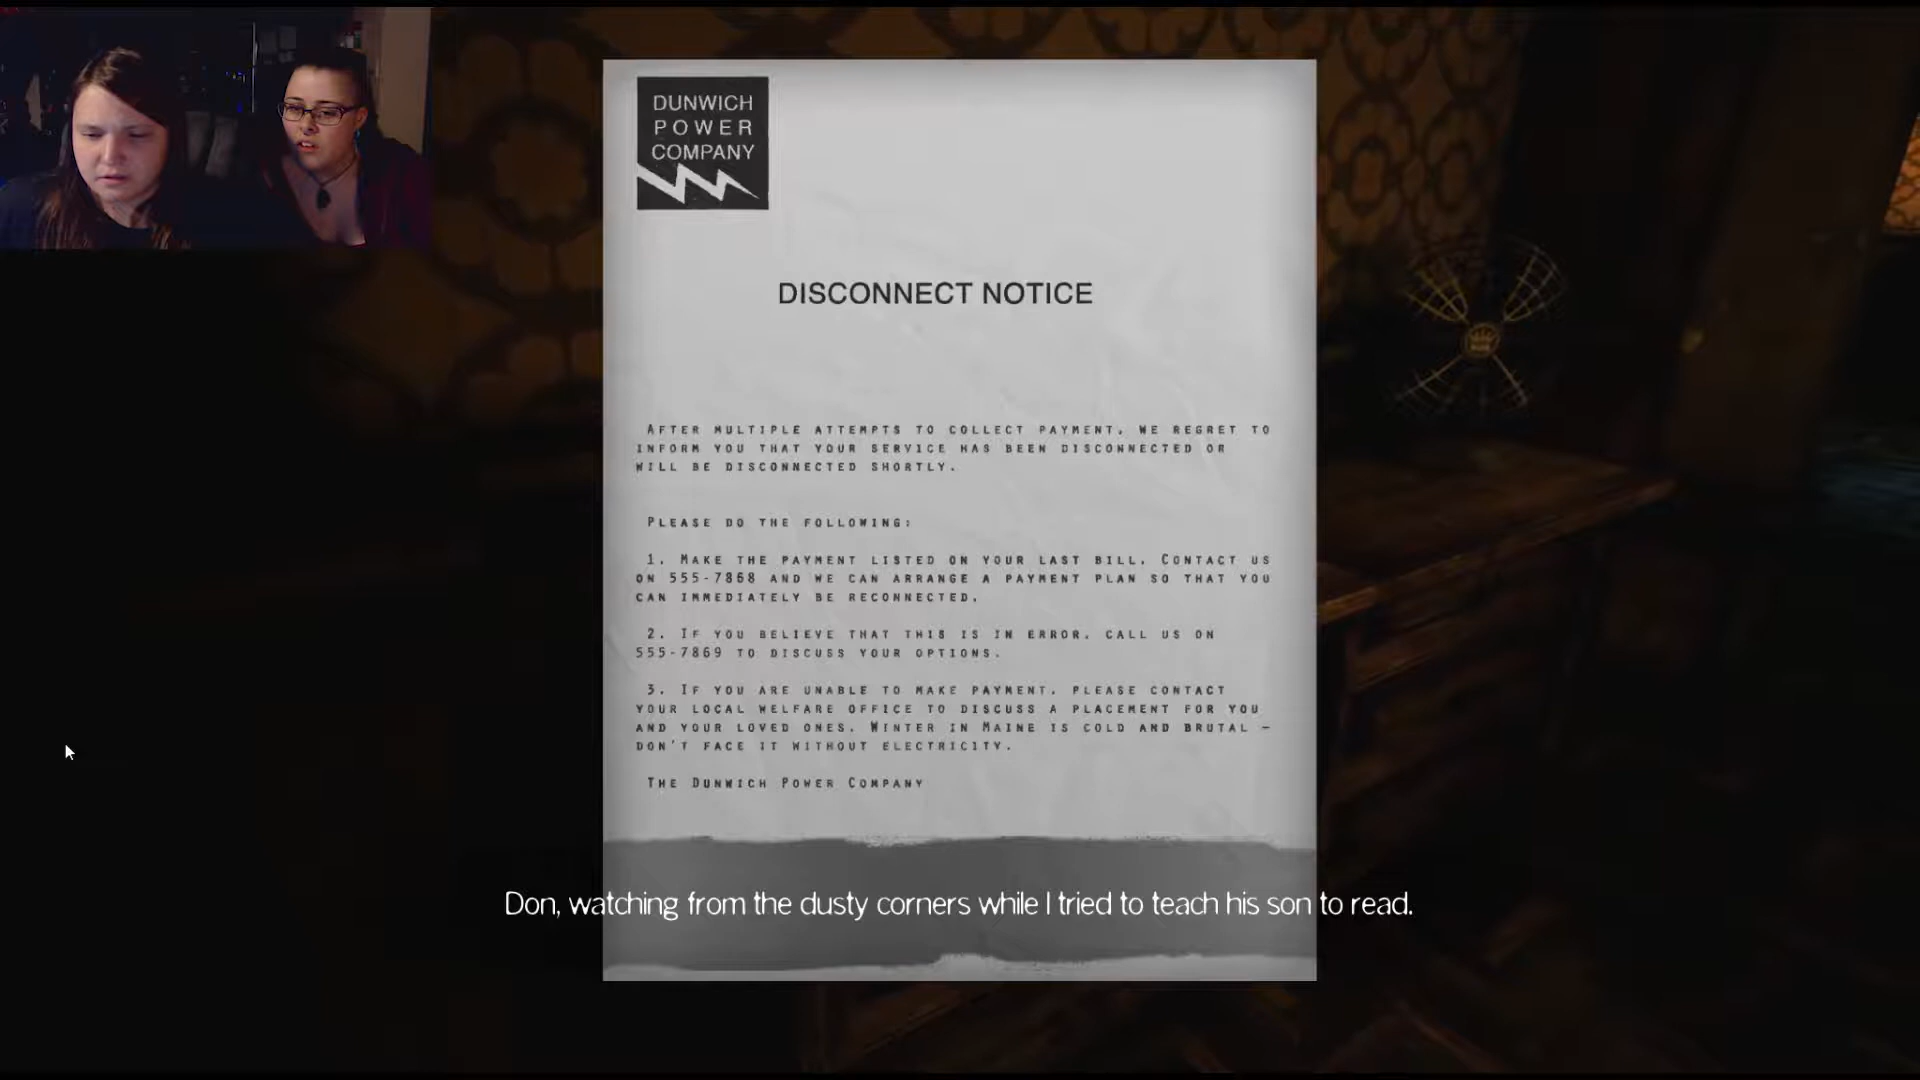 DUNWICH
POWER
COMPANY
DISCONNECT NOTICE
AFTER MULTIPLE ATTEMPTS TO COLLECT PAYMENT, WE REGRET TO
INFORM YOU THAT YOUR SERVICE HAS BEEN DISCONNECTED OR
WILL BE DISCONNECTED SHORTLY.
PLEASE DO THE FOLLOWING:
1. MAKE THE PAYMENT LISTED ON YOUR LAST BILL. CONTACT US
ON 555-7868 AND WE CAN ARRANGE A PAYMENT PLAN SO THAT YOU
CAN IMMEDIATELY BE RECONNECTED.
2. IF YOU BELIEVE THAT THIS IS IN ERROR, CALL US ON
555-7869 TO DISCUSS YOUR OPTIONS.
3. IF YOU ARE UNABLE TO MAKE PAYMENT, PLEASE CONTACT
YOUR LOCAL WELFARE OFFICE TO DISCUSS A PLACEMENT FOR YOU
AND YOUR LOVED ONES. WINTER IN MAINE IS COLD AND BRUTAL –
DON'T FACE IT WITHOUT ELECTRICITY.
THE DUNWICH POWER COMPANY
Don, watching from the dusty corners while I tried to teach his son to read.